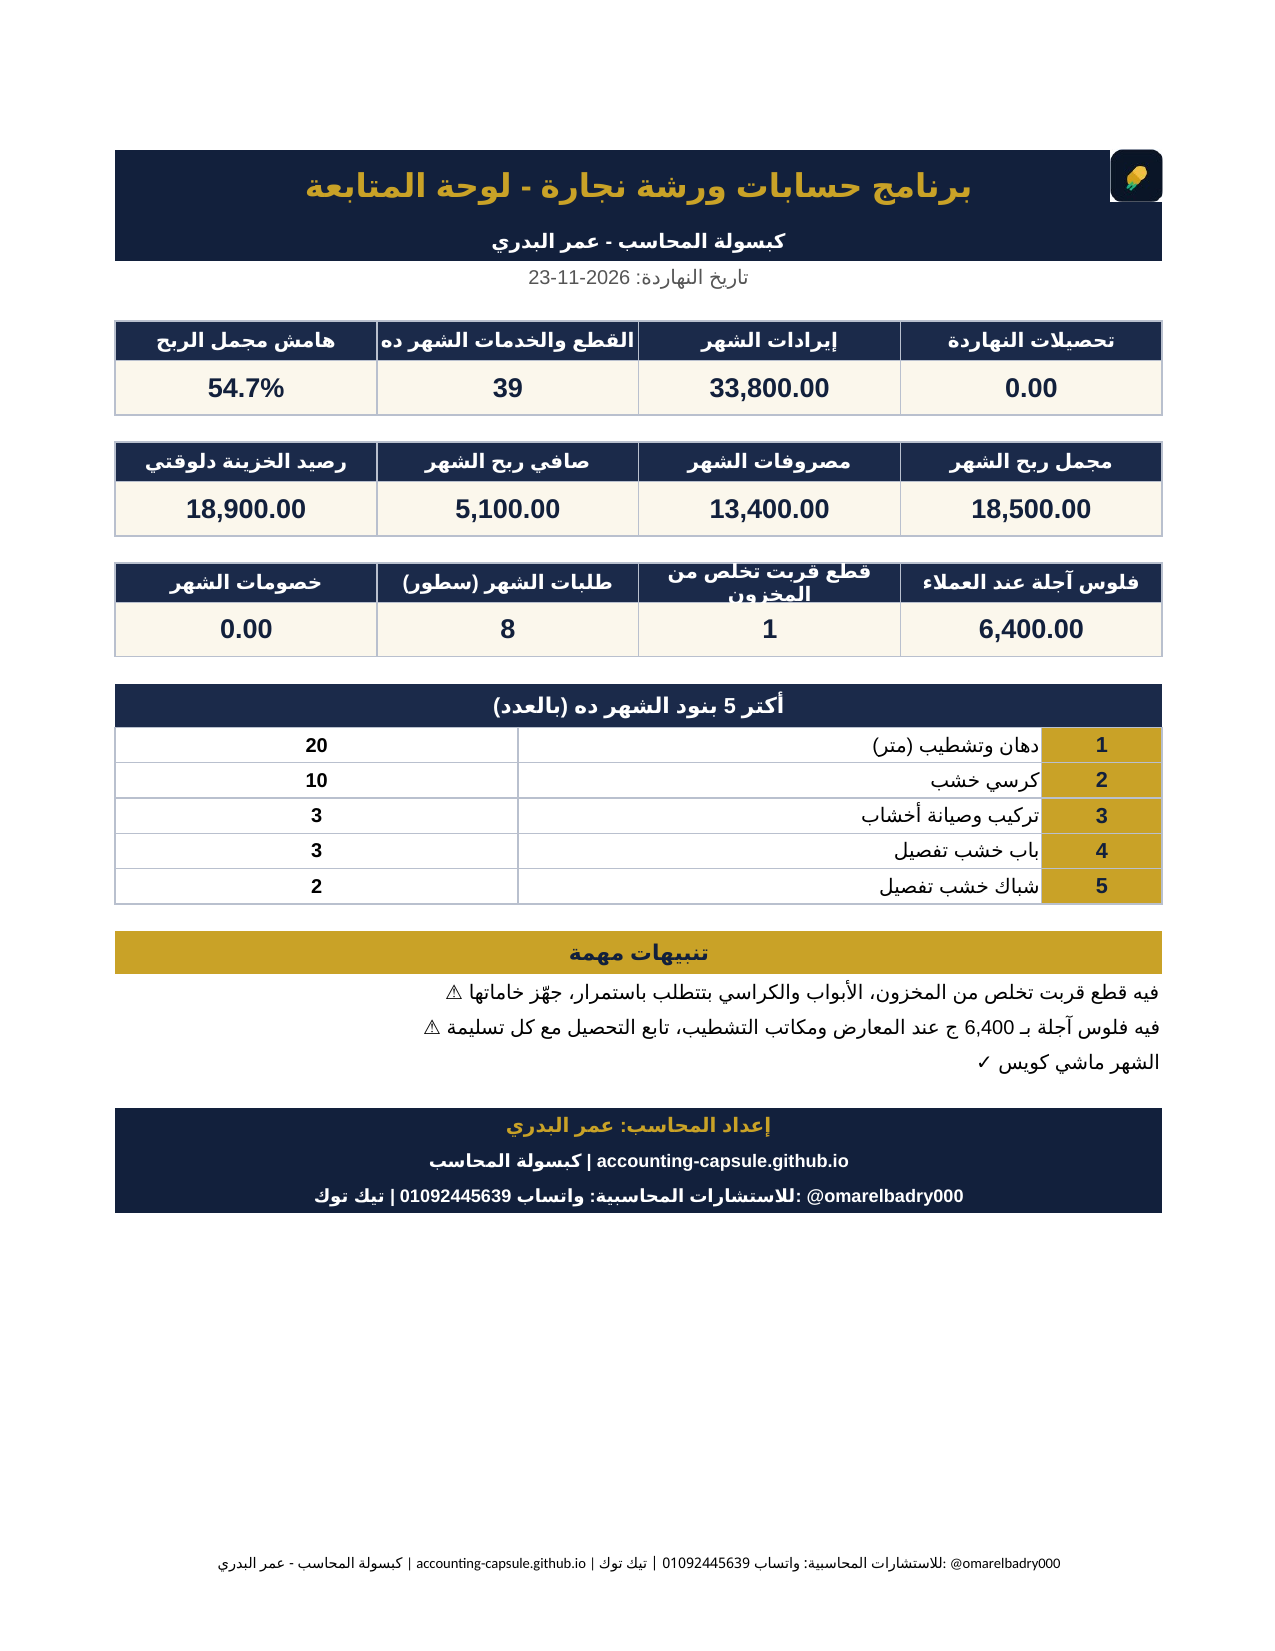 برنامج حسابات ورشة نجارة - لوحة المتابعة
كبسولة المحاسب - عمر البدري
تاريخ النهاردة: 2026-11-23
تحصيلات النهاردة إيرادات الشهر القطع والخدمات الشهر ده هامش مجمل الربح
0.00 33,800.00 39 54.7%
مجمل ربح الشهر مصروفات الشهر صافي ربح الشهر رصيد الخزينة دلوقتي
18,500.00 13,400.00 5,100.00 18,900.00
فلوس آجلة عند العملاء قطع قربت تخلص من المخزون طلبات الشهر (سطور) خصومات الشهر
6,400.00 1 8 0.00
أكتر 5 بنود الشهر ده (بالعدد)
1 دهان وتشطيب (متر) 20
2 كرسي خشب 10
3 تركيب وصيانة أخشاب 3
4 باب خشب تفصيل 3
5 شباك خشب تفصيل 2
تنبيهات مهمة
فيه قطع قربت تخلص من المخزون، الأبواب والكراسي بتتطلب باستمرار، جهّز خاماتها ⚠
فيه فلوس آجلة بـ 6,400 ج عند المعارض ومكاتب التشطيب، تابع التحصيل مع كل تسليمة ⚠
الشهر ماشي كويس ✓
إعداد المحاسب: عمر البدري
كبسولة المحاسب | accounting-capsule.github.io
للاستشارات المحاسبية: واتساب 01092445639 | تيك توك: @omarelbadry000
كبسولة المحاسب - عمر البدري | accounting-capsule.github.io | للاستشارات المحاسبية: واتساب 01092445639 | تيك توك: @omarelbadry000